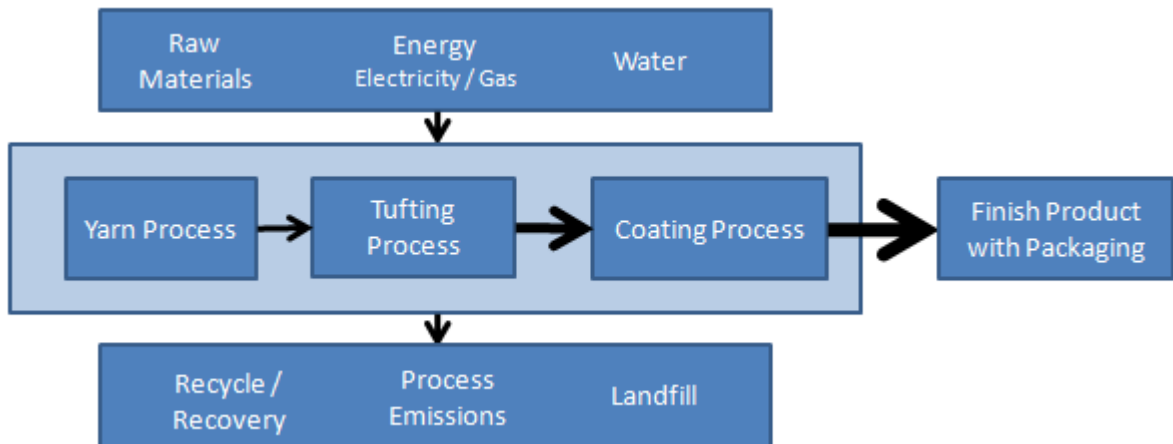 Raw
Materials
Energy
Electricity / Gas
Water
Yarn Process
Tufting
Process
Coating Process
Finish Product
with Packaging
Recycle /
Recovery
Process
Emissions
Landfill